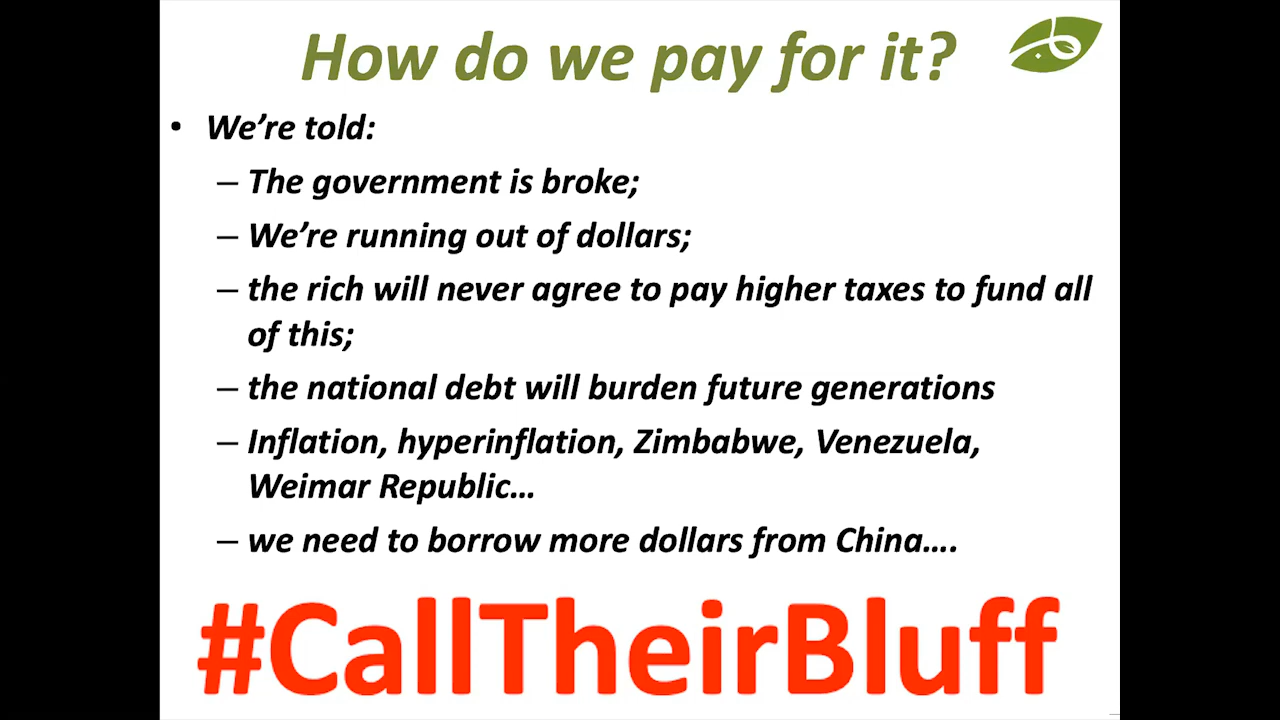 How do we pay for it?
• We’re told:
– The government is broke;
– We’re running out of dollars;
– the rich will never agree to pay higher taxes to fund all
of this;
– the national debt will burden future generations
– Inflation, hyperinflation, Zimbabwe, Venezuela,
Weimar Republic…
– we need to borrow more dollars from China….
#CallTheirBluff